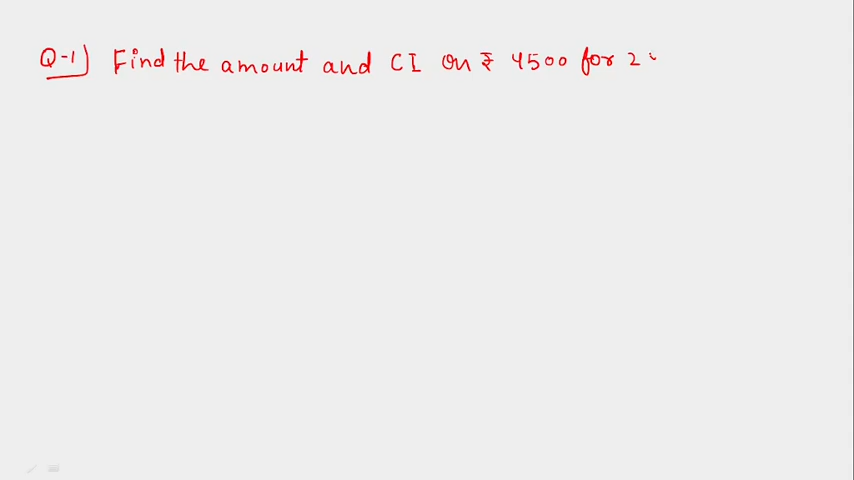 Q-1) Find the amount and CI on ₹ 4500 for 2